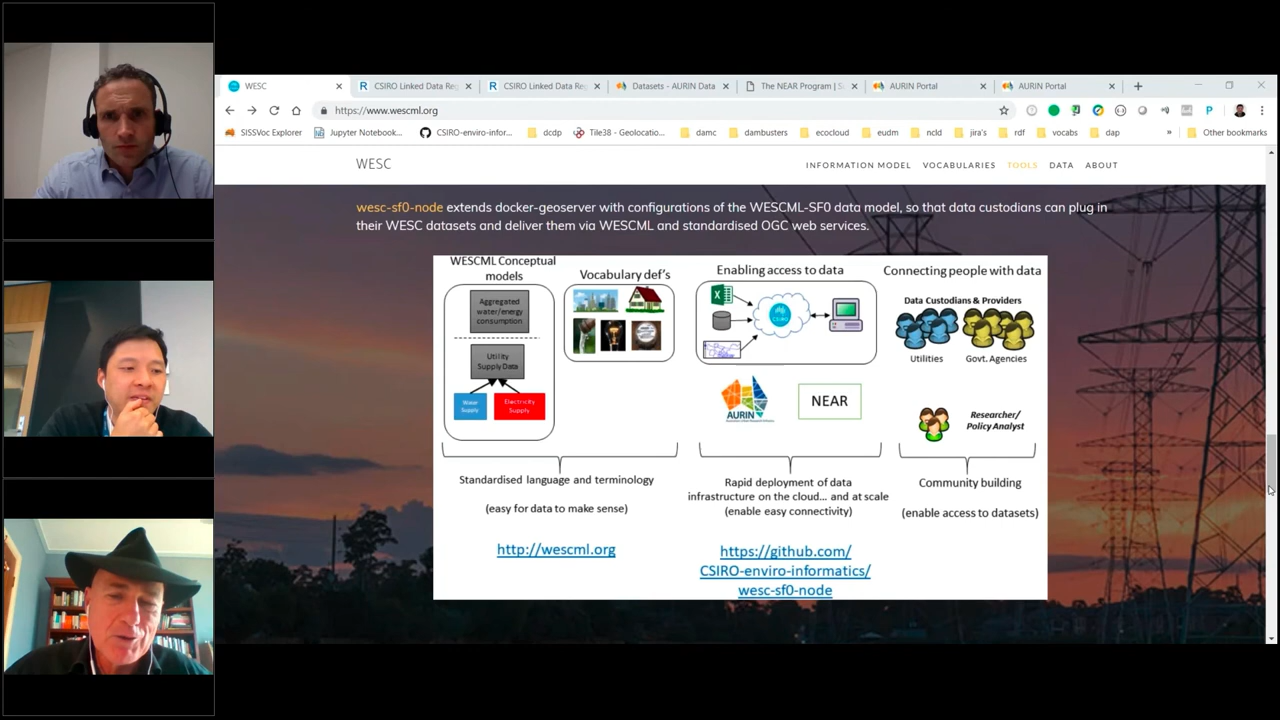 WESC
CSIRO Linked Data Re
CSIRO Linked Data Re
Datasets - AURIN Data
The NEAR Program | S
AURIN Portal
AURIN Portal
https://www.wescml.org
SISSVoc Explorer
Jupyter Notebook...
CSIRO-enviro-infor...
dcdp
Tile38 - Geolocatio...
damc
dambusters
ecocloud
eudm
ncld
jira's
rdf
vocabs
dap
»
Other bookmarks
WESC
INFORMATION MODEL
VOCABULARIES
TOOLS
DATA
ABOUT
wesc-sf0-node extends docker-geoserver with configurations of the WESCML-SF0 data model, so that data custodians can plug in
their WESC datasets and deliver them via WESCML and standardised OGC web services.
WESCML Conceptual
models
Aggregated
water/energy
consumption
Utility
Supply Data
Water
Supply
Electricity
Supply
Vocabulary def's
Standardised language and terminology
(easy for data to make sense)
http://wescml.org
Enabling access to data
CSIRO
AURIN
NEAR
Rapid deployment of data
infrastructure on the cloud... and at scale
(enable easy connectivity)
https://github.com/
CSIRO-enviro-informatics/
wesc-sf0-node
Connecting people with data
Data Custodians & Providers
Utilities
Govt. Agencies
Researcher/
Policy Analyst
Community building
(enable access to datasets)